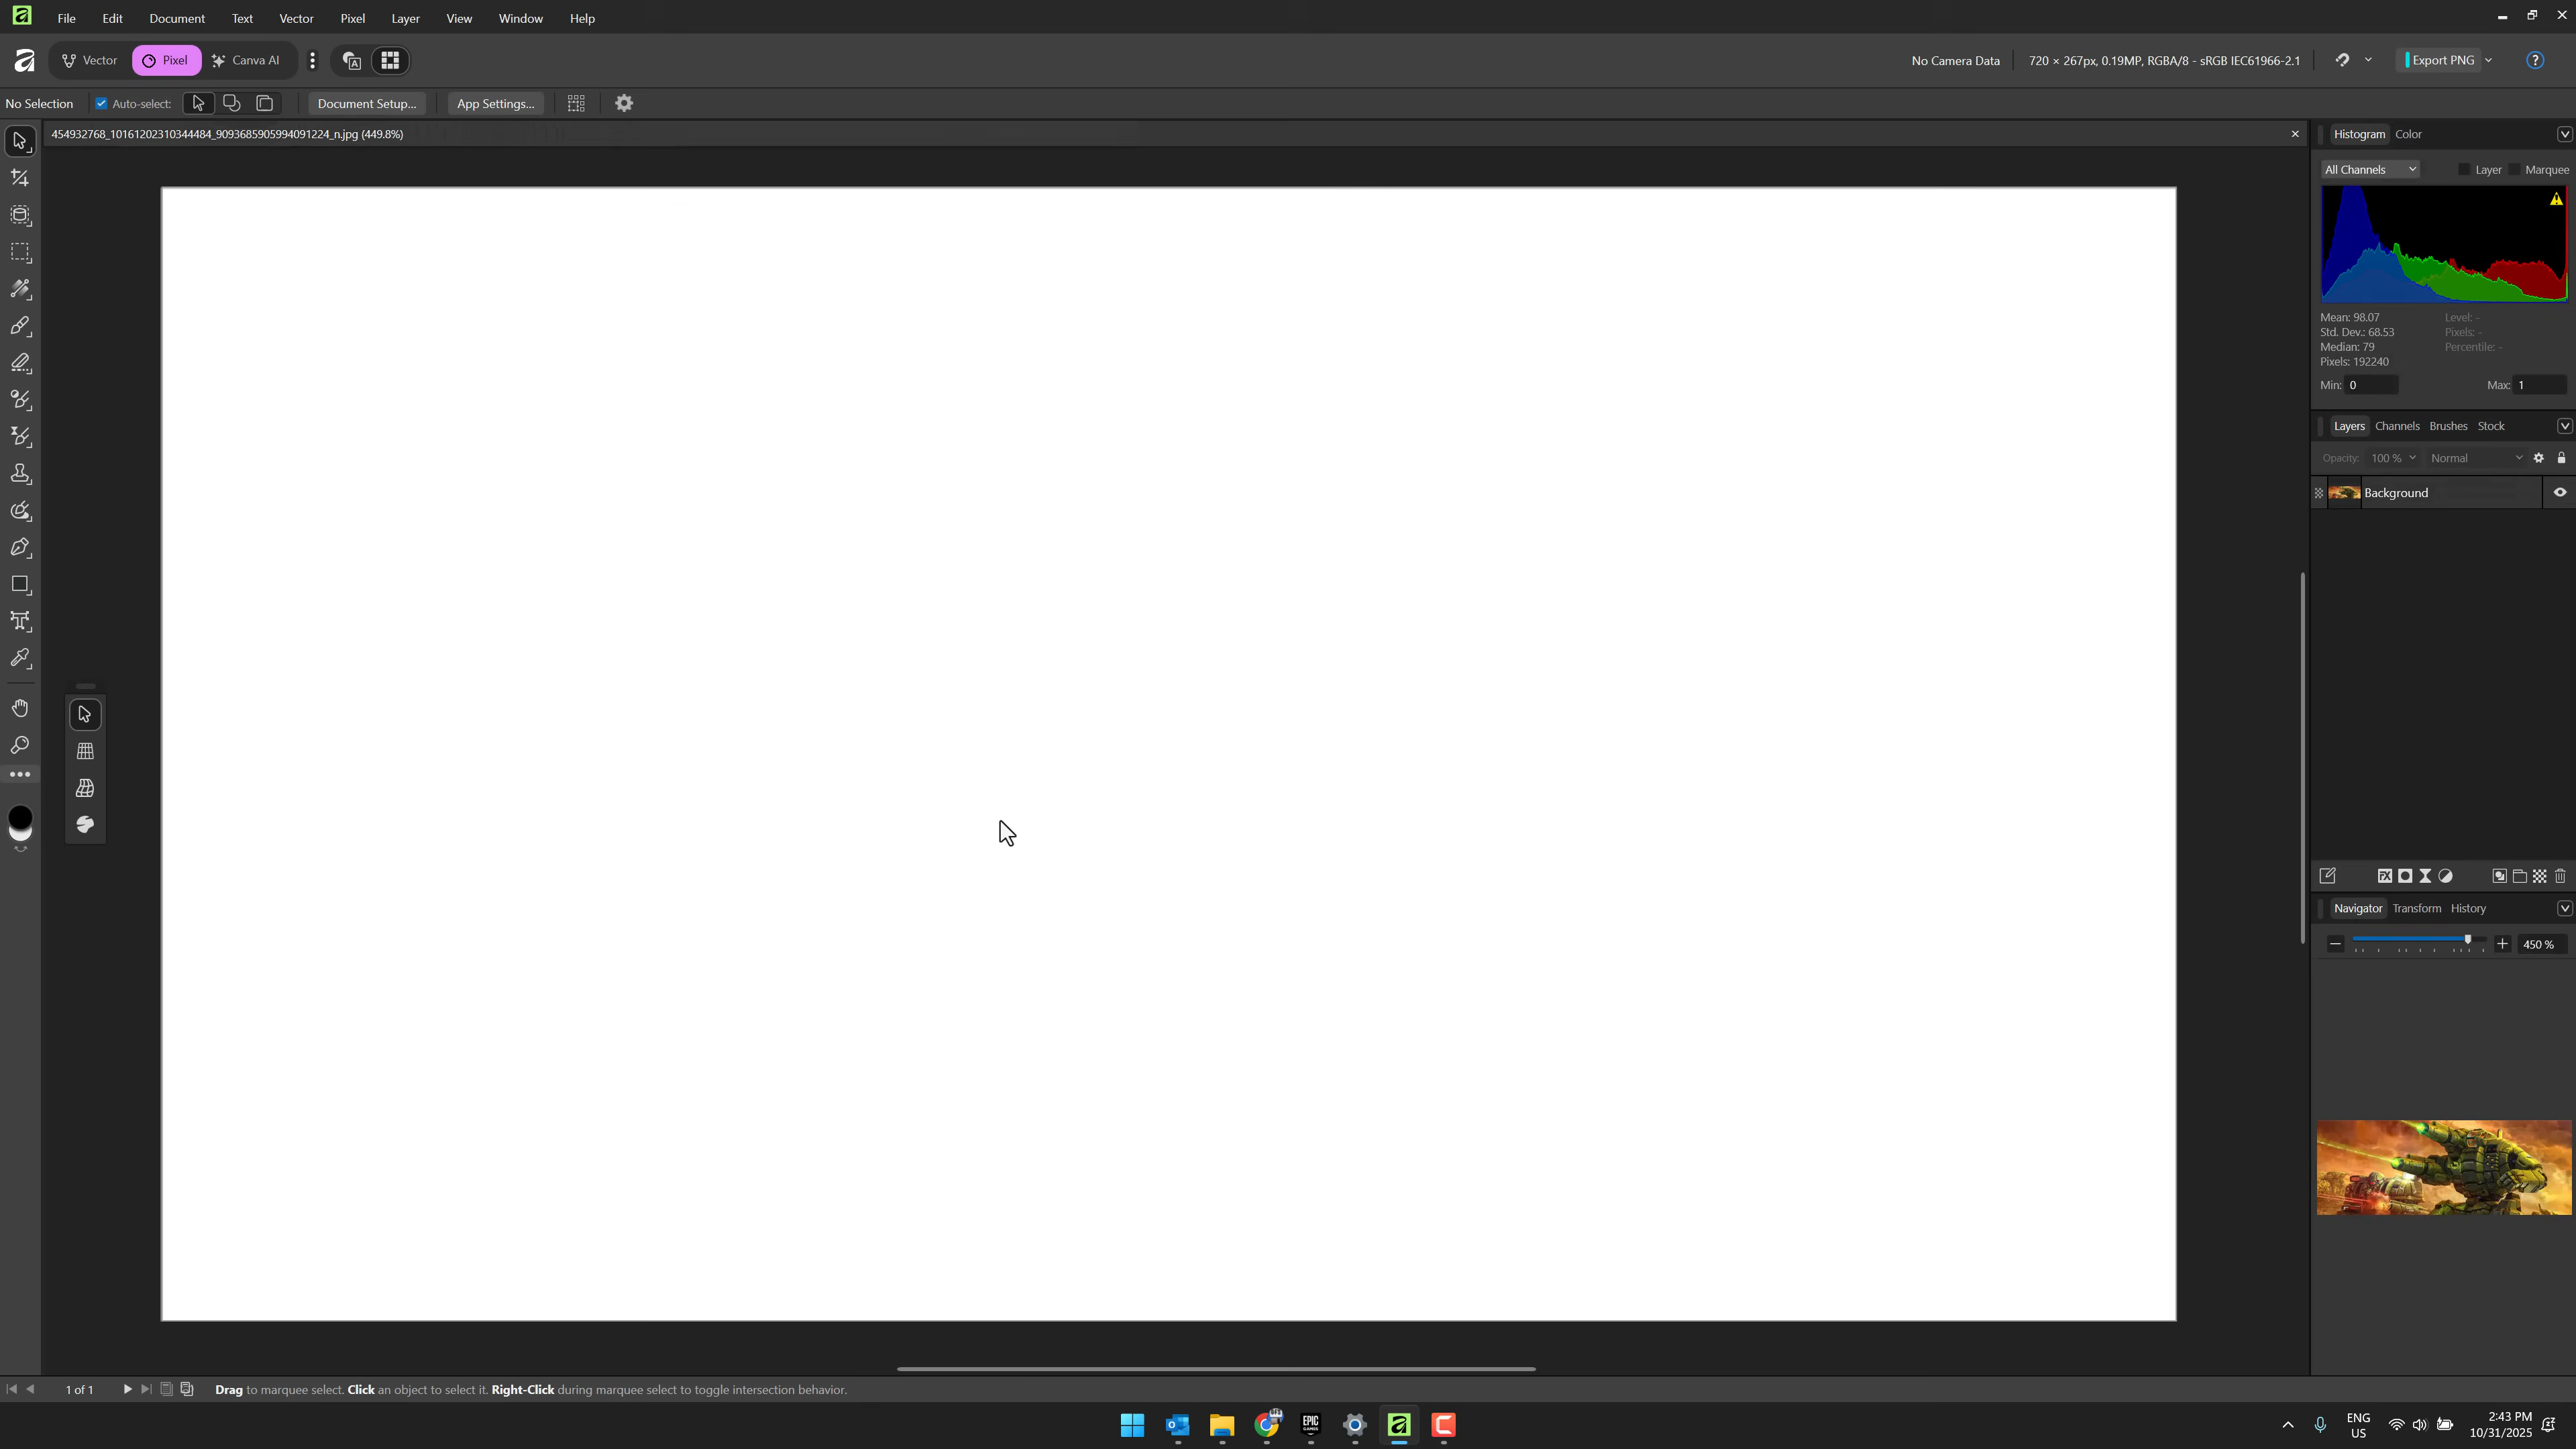 File Edit Document Text Vector Pixel Layer View Window Help
Vector Pixel Canva AI No Camera Data 720 × 267px, 0.19MP, RGBA/8 - sRGB IEC61966-2.1 Export PNG ?
No Selection Auto-select: Document Setup... App Settings...
454932768_10161202310344484_9093685905994091224_n.jpg (449.8%)
Histogram Color
All Channels Layer Marquee
Mean: 98.07 Level: -
Std. Dev.: 68.53 Pixels: -
Median: 79 Percentile: -
Pixels: 192240
Min: 0 Max: 1
Layers Channels Brushes Stock
Opacity: 100 % Normal
Background
Navigator Transform History
450 %
1 of 1 Drag to marquee select. Click an object to select it. Right-Click during marquee select to toggle intersection behavior.
EPIC GAMES
ENG
US
2:43 PM
10/31/2025